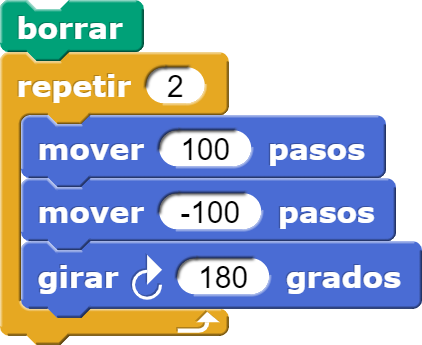 borrar
repetir 2
mover 100 pasos
mover -100 pasos
girar 180 grados